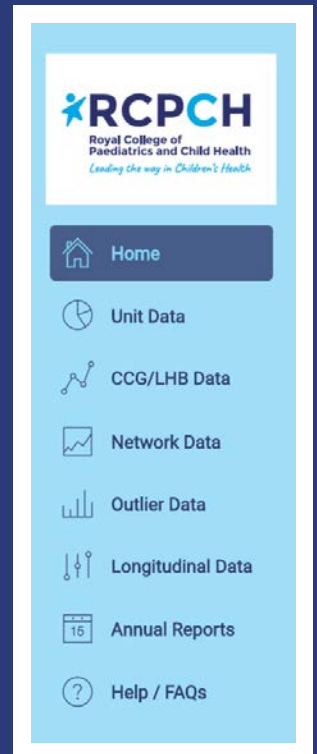 RCPCH
Royal College of
Paediatrics and Child Health
Leading the way in Children's Health
Home
Unit Data
CCG/LHB Data
Network Data
Outlier Data
Longitudinal Data
15
Annual Reports
?
Help / FAQs